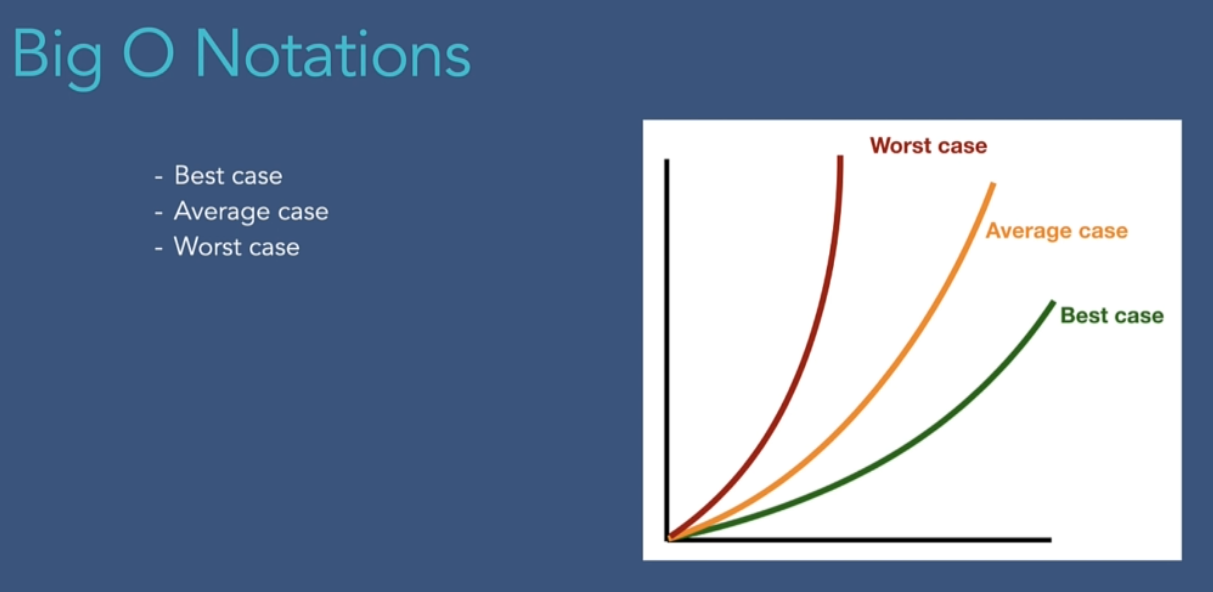 Big O Notations
- Best case
- Average case
- Worst case
Worst case
Average case
Best case